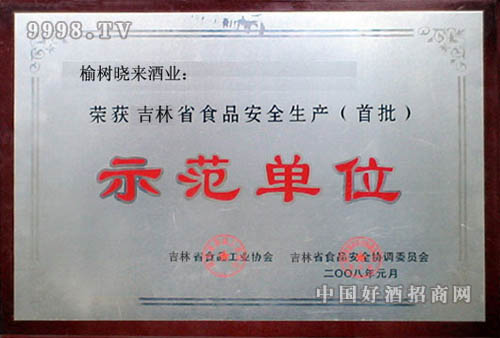 9998.TV
榆树晓来酒业：
荣获吉林省食品安全生产（首批）
示范单位
吉林省食品工业协会 吉林省食品安全协调委员会
二〇〇八年元月
中国好酒招商网